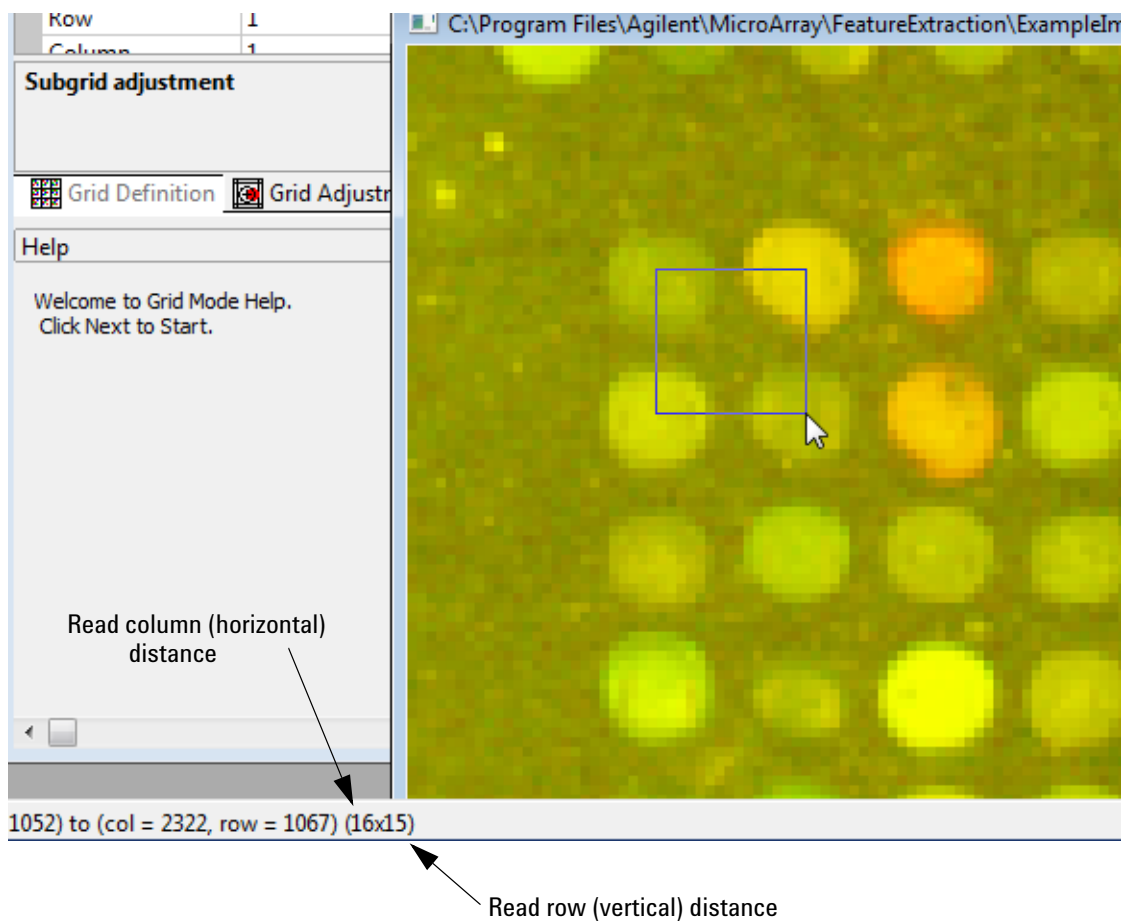 Row 1
Column 1
Subgrid adjustment
Grid Definition Grid Adjustr
Help
Welcome to Grid Mode Help.
Click Next to Start.
C:\Program Files\Agilent\MicroArray\FeatureExtraction\ExampleIm
Read column (horizontal)
distance
1052) to (col = 2322, row = 1067) (16x15)
Read row (vertical) distance